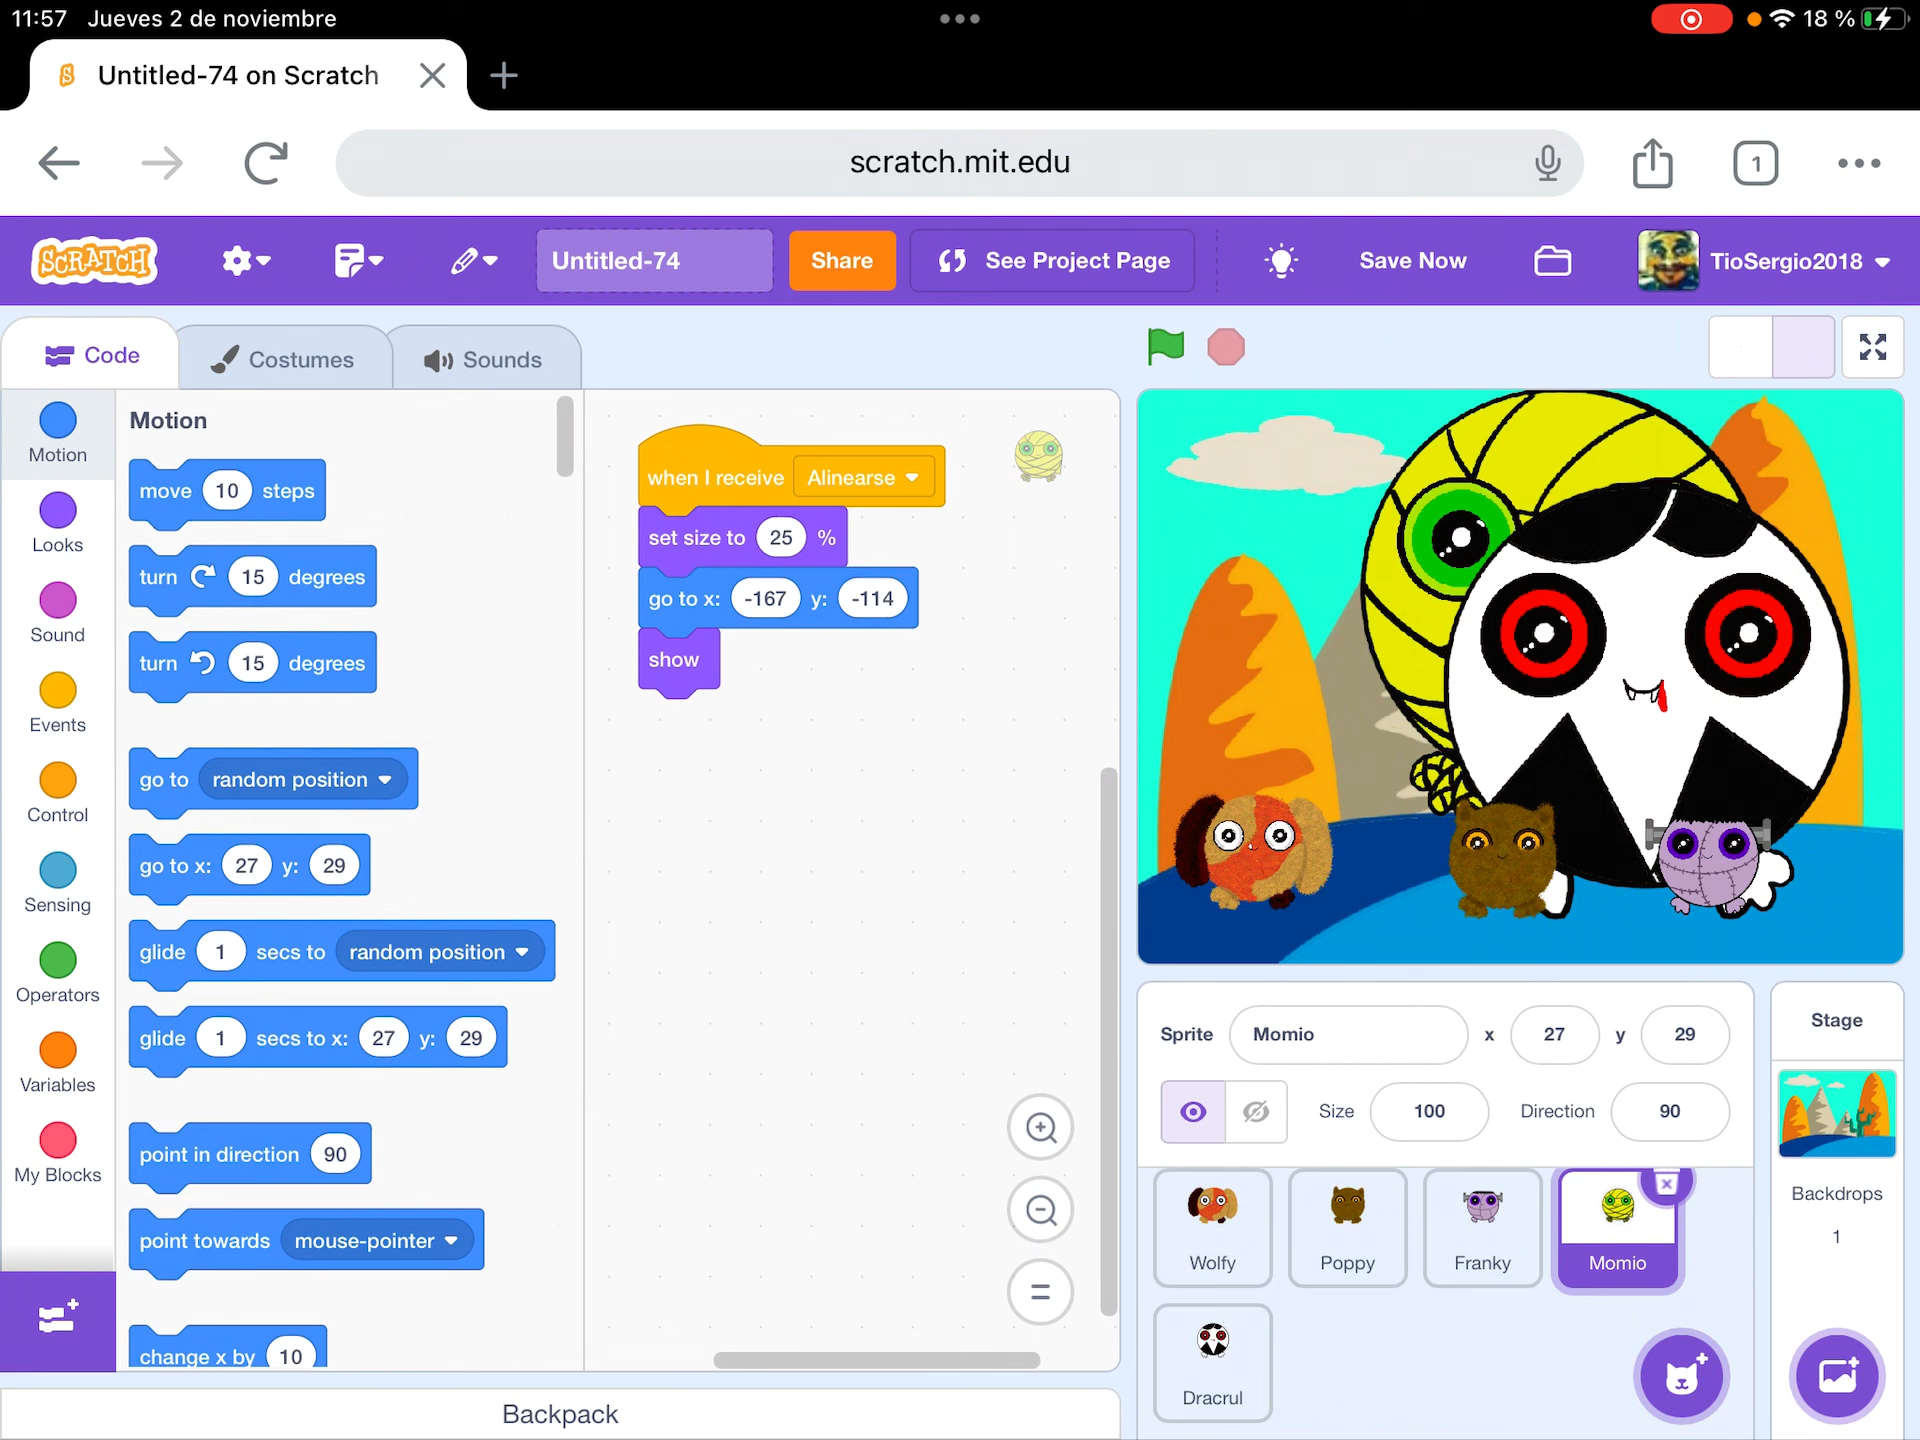 11:57 Jueves 2 de noviembre
18 %
Untitled-74 on Scratch
scratch.mit.edu
1
SCRATCH
Untitled-74
Share
See Project Page
Save Now
TioSergio2018
Code
Costumes
Sounds
Motion
Looks
Sound
Events
Control
Sensing
Operators
Variables
My Blocks
Motion
move 10 steps
turn 15 degrees
turn 15 degrees
go to random position
go to x: 27 y: 29
glide 1 secs to random position
glide 1 secs to x: 27 y: 29
point in direction 90
point towards mouse-pointer
change x by 10
when I receive Alinearse
set size to 25 %
go to x: -167 y: -114
show
Backpack
Sprite Momio x 27 y 29
Size 100 Direction 90
Wolfy
Poppy
Franky
Momio
Dracrul
Stage
Backdrops
1